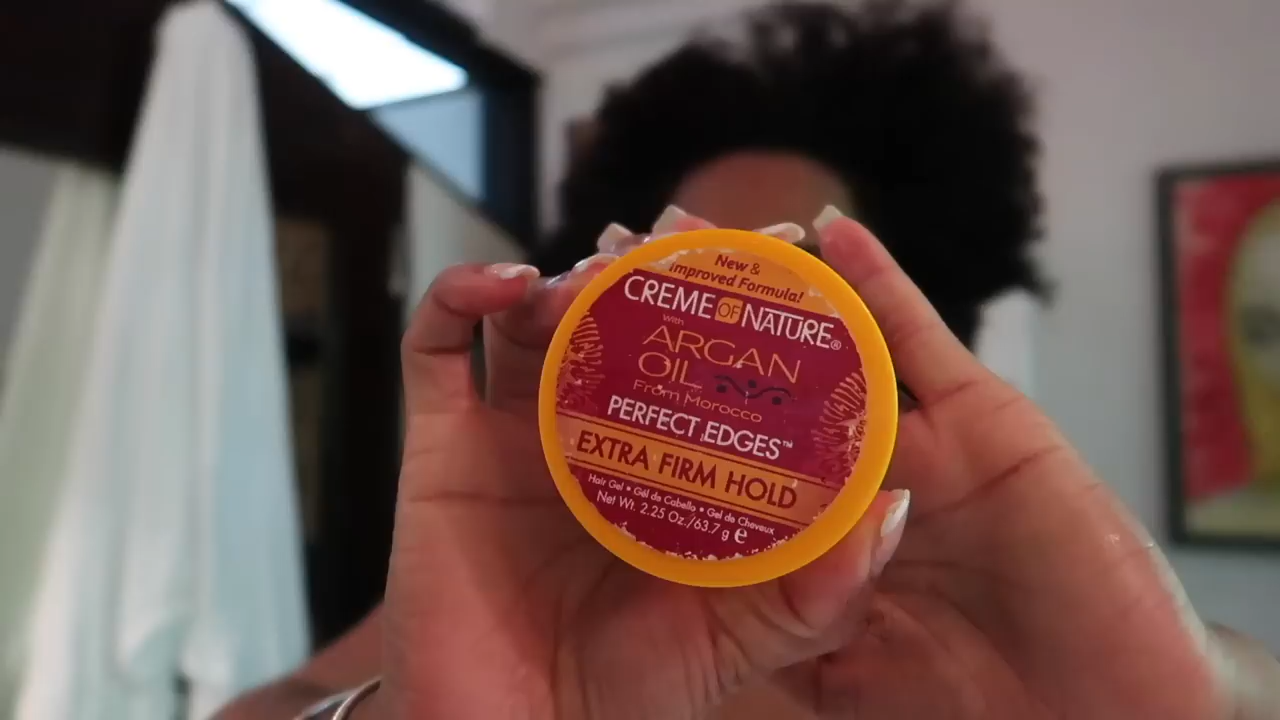 New &
Improved Formula!
CREME OF NATURE®
With
ARGAN
OIL
From Morocco
PERFECT EDGES™
EXTRA FIRM HOLD
Hair Gel • Gel de Cabello • Gel de Cheveux
Net Wt. 2.25 Oz./63.7 g e